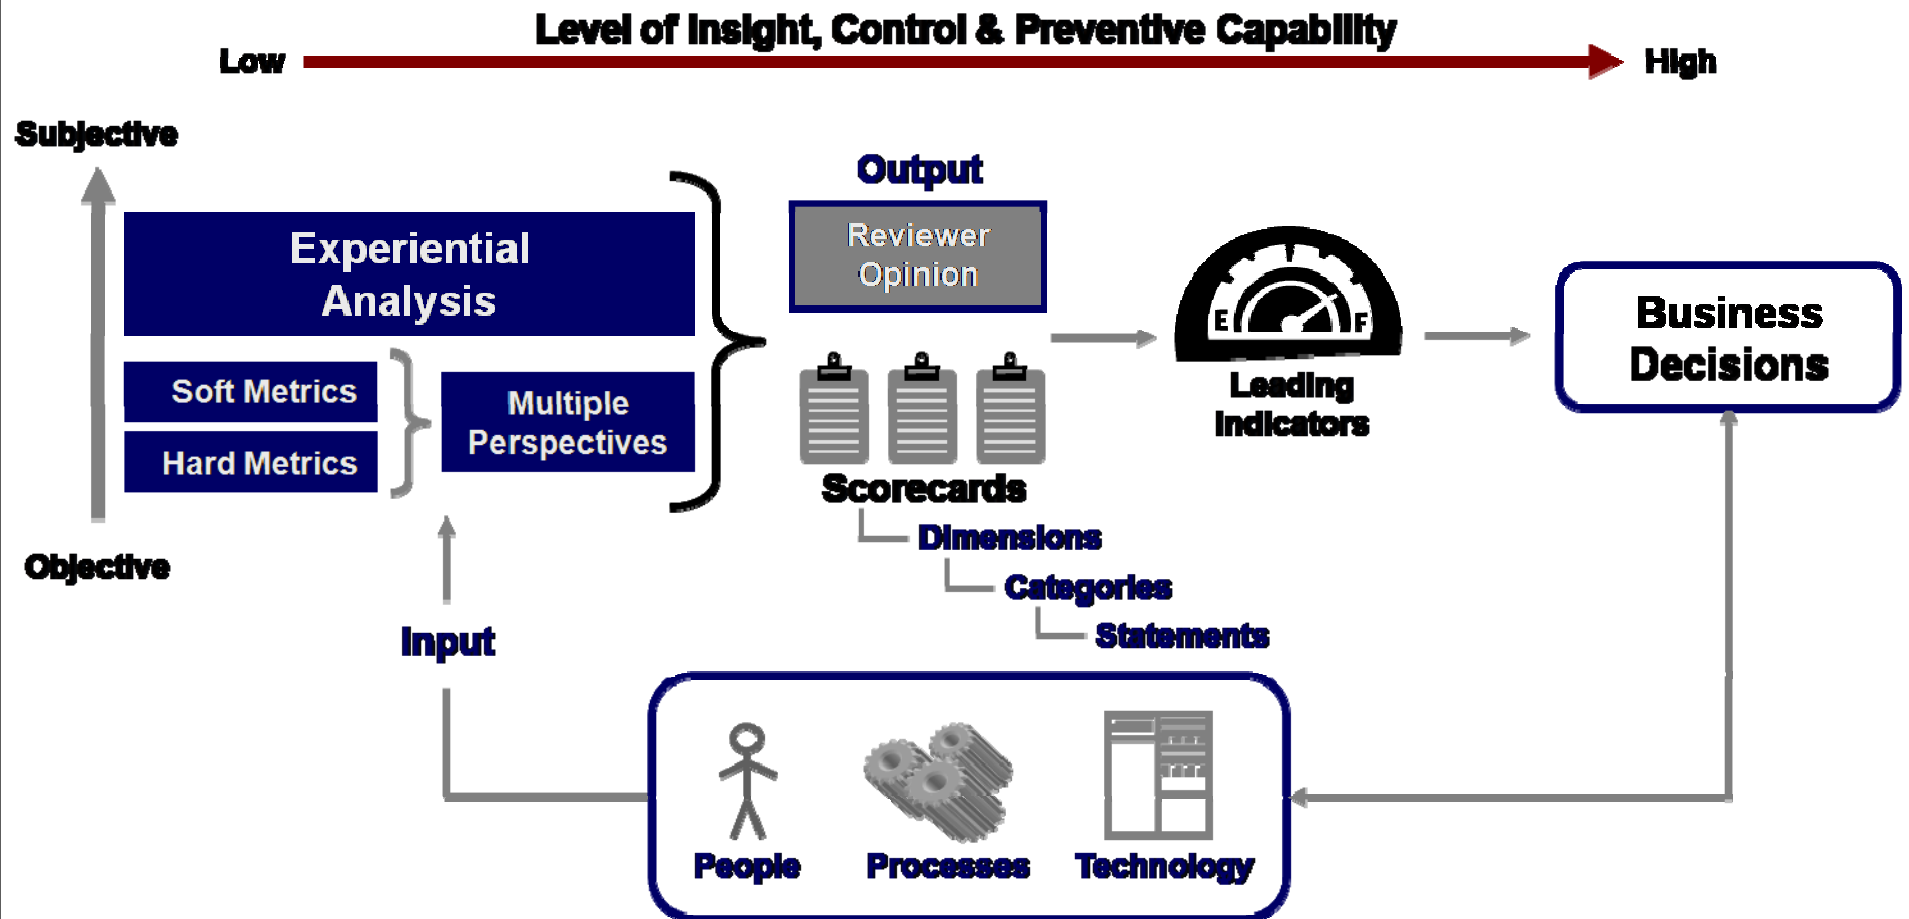 Level of Insight, Control & Preventive Capability
Low
High
Subjective
Output
Experiential
Analysis
Reviewer
Opinion
E
F
Business
Decisions
Soft Metrics
Hard Metrics
Multiple
Perspectives
Leading
Indicators
Scorecards
Dimensions
Categories
Statements
Objective
Input
People
Processes
Technology